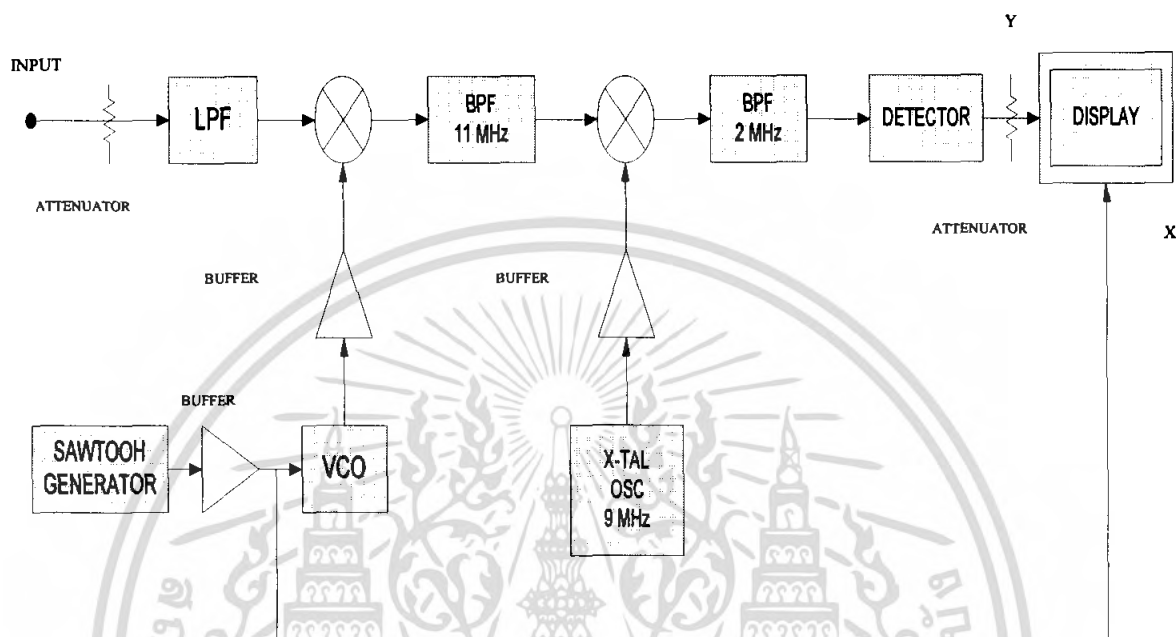 Y
INPUT
LPF
BPF
11 MHz
BPF
2 MHz
DETECTOR
DISPLAY
ATTENUATOR
ATTENUATOR
X
BUFFER
BUFFER
BUFFER
SAWTOOH
GENERATOR
VCO
X-TAL
OSC
9 MHz